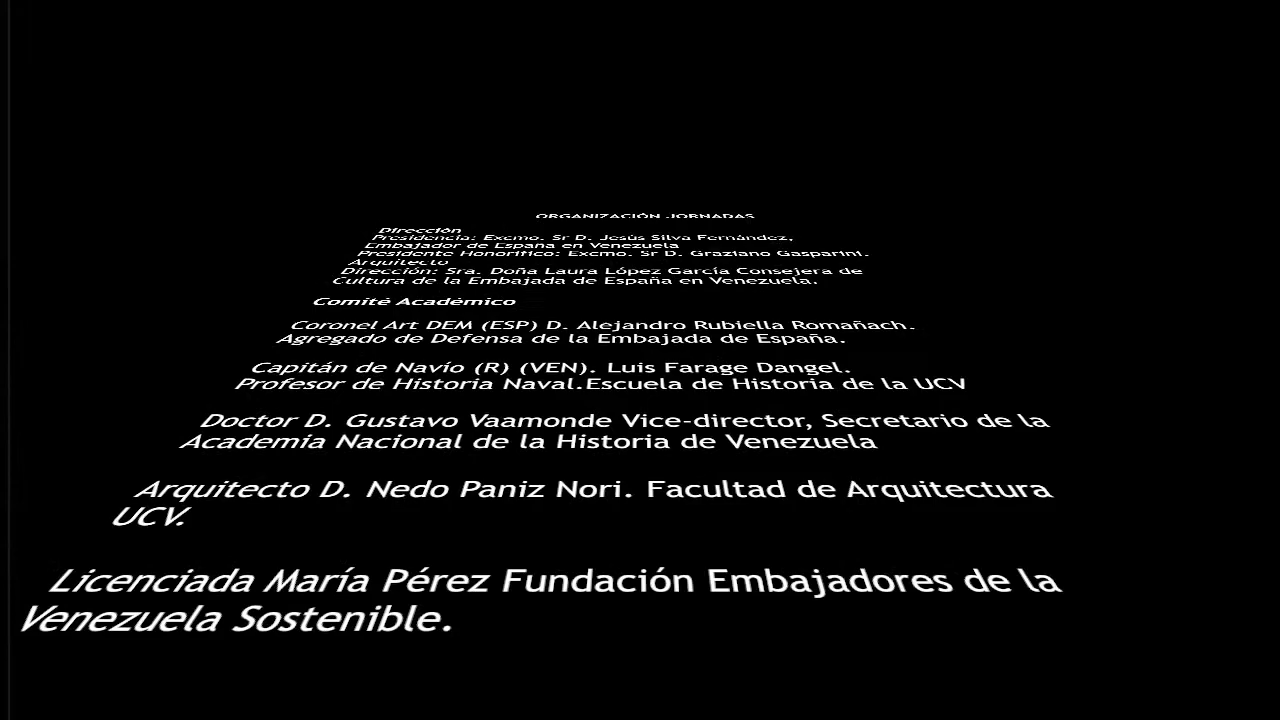 ORGANIZACIÓN JORNADAS
Dirección
Presidencia: Excmo. Sr D. Jesús Silva Fernández,
Embajador de España en Venezuela
Presidente Honorífico: Excmo. Sr D. Graziano Gasparini.
Arquitecto
Dirección: Sra. Doña Laura López García Consejera de
Cultura de la Embajada de España en Venezuela.
Comité Académico
Coronel Art DEM (ESP) D. Alejandro Rubiella Romañach.
Agregado de Defensa de la Embajada de España.
Capitán de Navío (R) (VEN). Luis Farage Dangel.
Profesor de Historia Naval.Escuela de Historia de la UCV
Doctor D. Gustavo Vaamonde Vice-director, Secretario de la
Academia Nacional de la Historia de Venezuela
Arquitecto D. Nedo Paniz Nori. Facultad de Arquitectura
UCV.
Licenciada María Pérez Fundación Embajadores de la
Venezuela Sostenible.